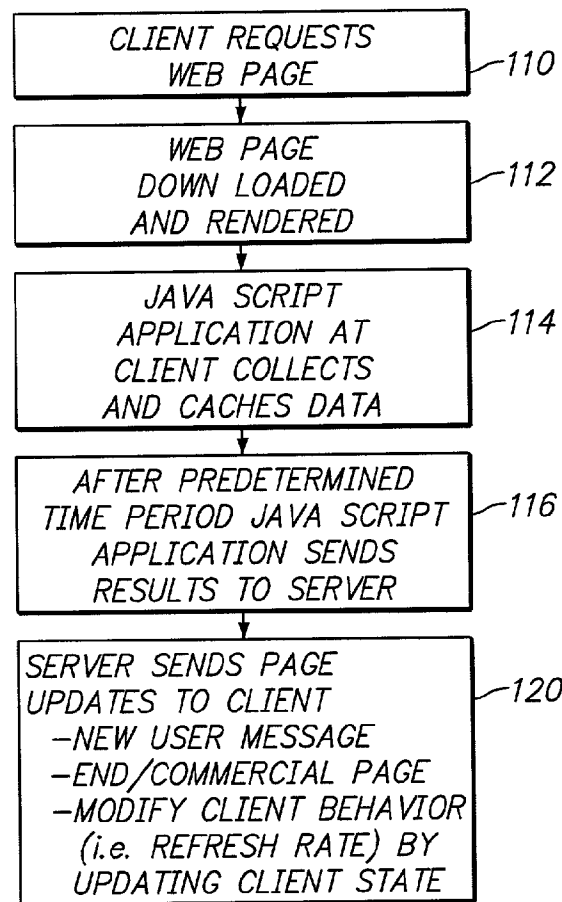 CLIENT REQUESTS
WEB PAGE
110
WEB PAGE
DOWN LOADED
AND RENDERED
112
JAVA SCRIPT
APPLICATION AT
CLIENT COLLECTS
AND CACHES DATA
114
AFTER PREDETERMINED
TIME PERIOD JAVA SCRIPT
APPLICATION SENDS
RESULTS TO SERVER
116
SERVER SENDS PAGE
UPDATES TO CLIENT
-NEW USER MESSAGE
-END/COMMERCIAL PAGE
-MODIFY CLIENT BEHAVIOR
(i.e. REFRESH RATE) BY
UPDATING CLIENT STATE
120